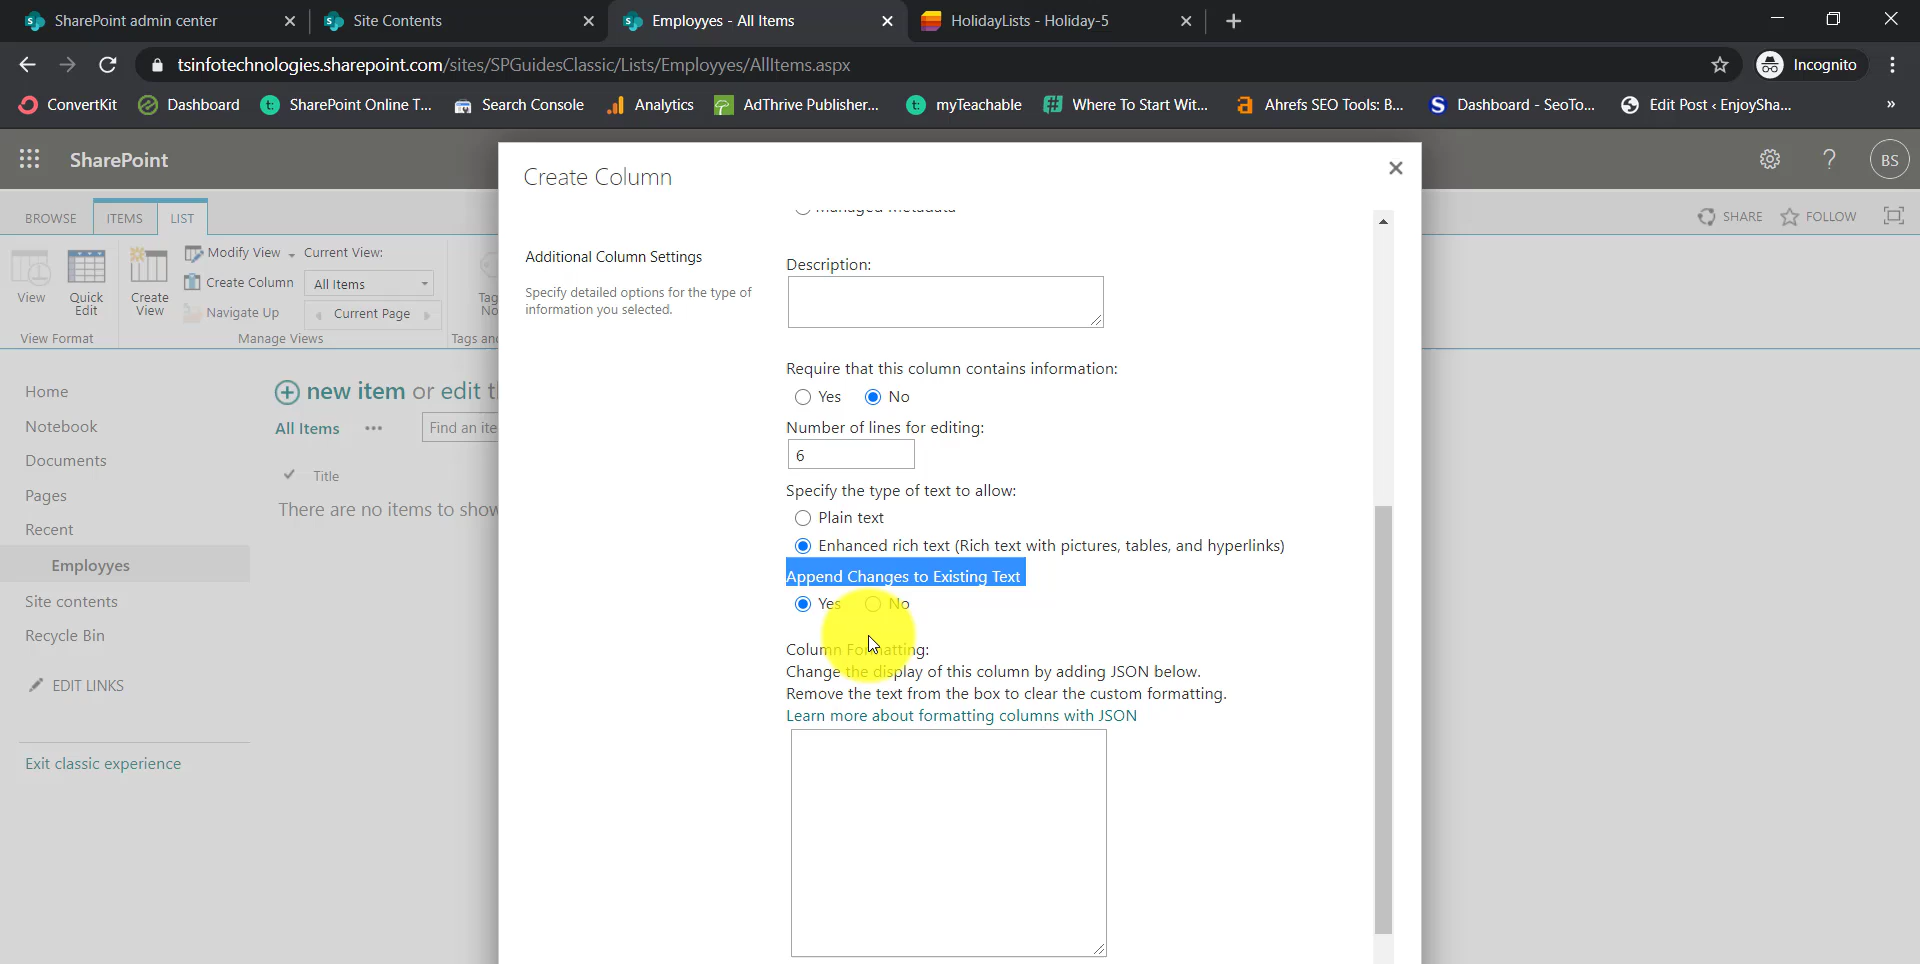 SharePoint admin center
Site Contents
Employyes - All Items
HolidayLists - Holiday-5
tsinfotechnologies.sharepoint.com/sites/SPGuidesClassic/Lists/Employyes/AllItems.aspx
Incognito
ConvertKit
Dashboard
SharePoint Online T...
Search Console
Analytics
AdThrive Publisher...
myTeachable
Where To Start Wit...
Ahrefs SEO Tools: B...
Dashboard - SeoTo...
Edit Post ‹ EnjoySha...
»
SharePoint
?
BS
BROWSE
ITEMS
LIST
SHARE
FOLLOW
View
Quick
Edit
View Format
Create
View
Modify View
Create Column
Navigate Up
Current View:
All Items
Current Page
Manage Views
Tag
No
Tags an
Home
Notebook
Documents
Pages
Recent
Employyes
Site contents
Recycle Bin
EDIT LINKS
Exit classic experience
new item or edit t
All Items
Find an ite
Title
There are no items to show
Create Column
Managed Metadata
Additional Column Settings
Specify detailed options for the type of
information you selected.
Description:
Require that this column contains information:
Yes No
Number of lines for editing:
6
Specify the type of text to allow:
Plain text
Enhanced rich text (Rich text with pictures, tables, and hyperlinks)
Append Changes to Existing Text
Yes No
Column Formatting:
Change the display of this column by adding JSON below.
Remove the text from the box to clear the custom formatting.
Learn more about formatting columns with JSON